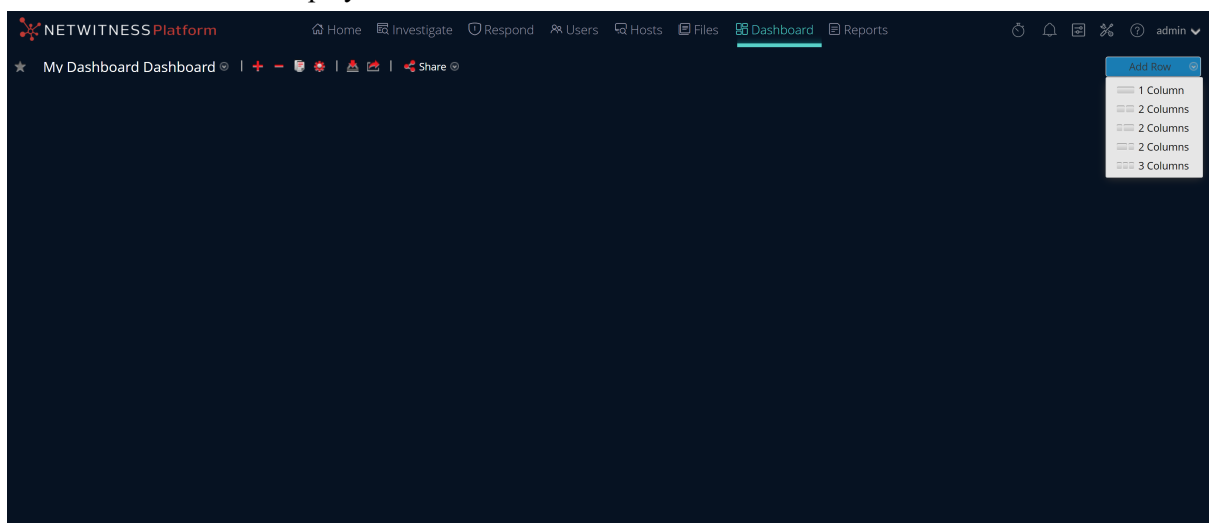 NETWITNESS Platform Home Investigate Respond Users Hosts Files Dashboard Reports admin
My Dashboard Dashboard Share Add Row
1 Column
2 Columns
2 Columns
2 Columns
3 Columns